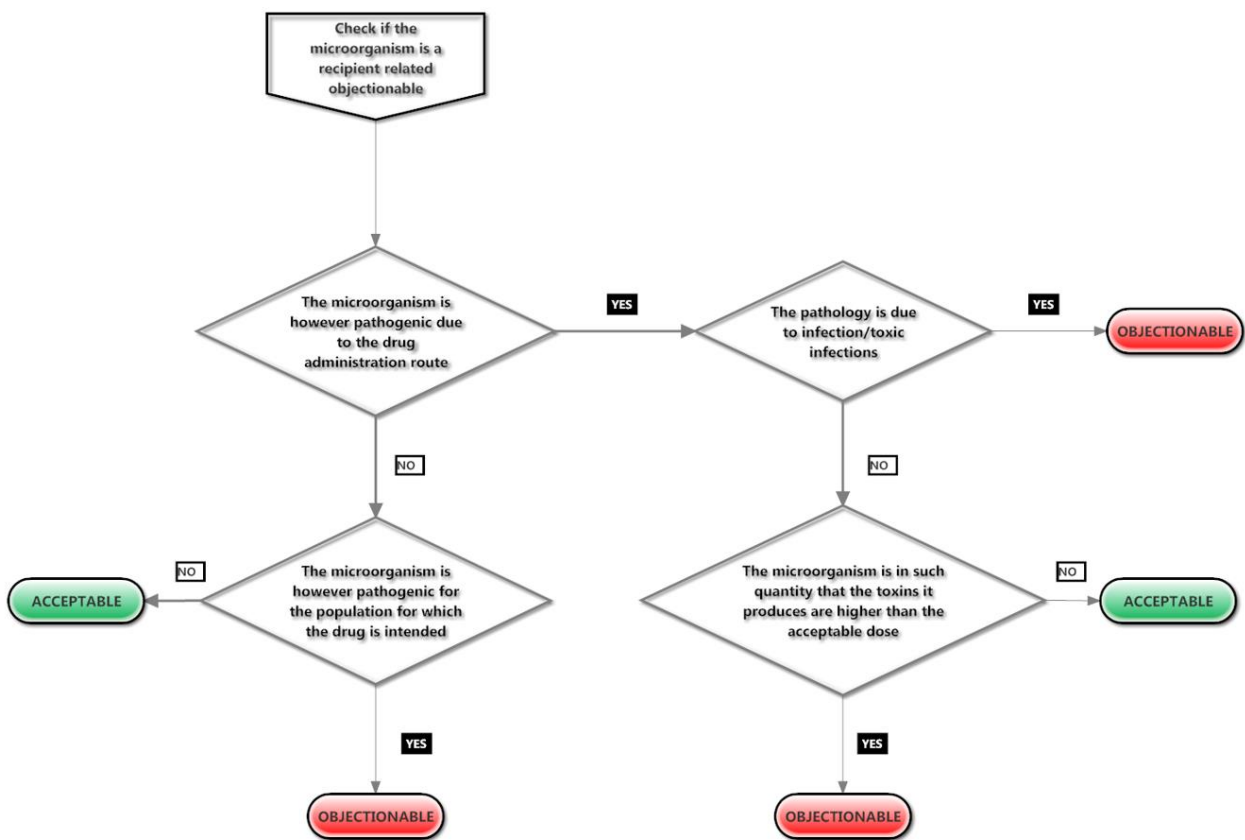 Check if the
microorganism is a
recipient related
objectionable
The microorganism is
however pathogenic due
to the drug
administration route
YES
The pathology is due
to infection/toxic
infections
YES
OBJECTIONABLE
NO
NO
The microorganism is
however pathogenic for
the population for which
the drug is intended
NO
ACCEPTABLE
The microorganism is in such
quantity that the toxins it
produces are higher than the
acceptable dose
NO
ACCEPTABLE
YES
YES
OBJECTIONABLE
OBJECTIONABLE